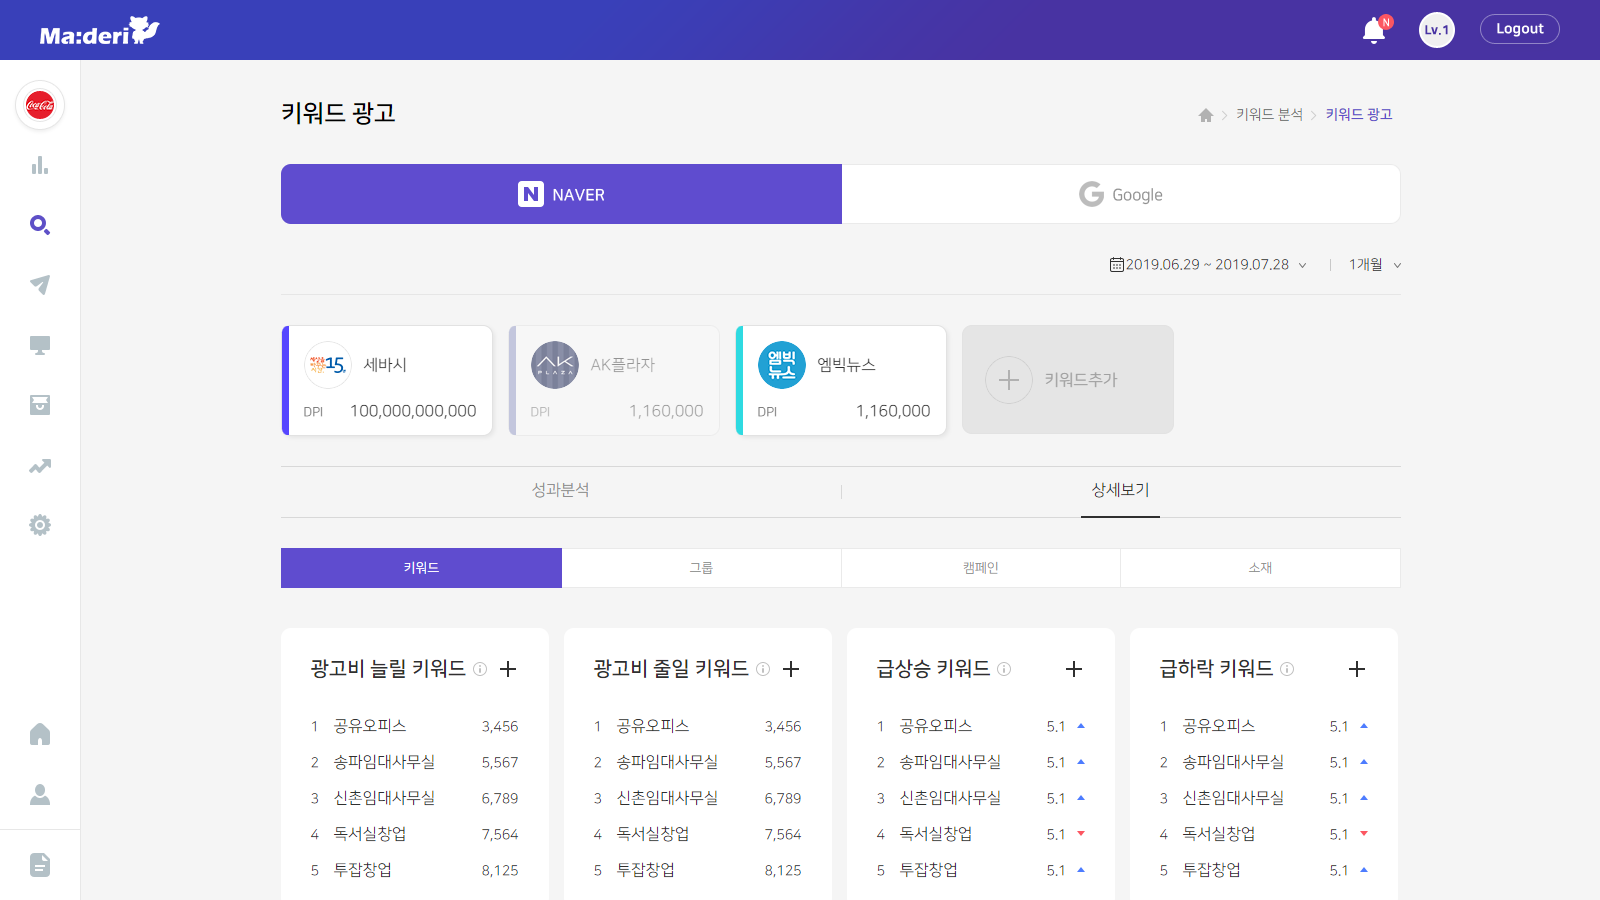 Ma:deri
N
Lv.1
Logout
Coca-Cola
키워드 광고
키워드 분석
키워드 광고
N NAVER
G Google
2019.06.29 ~ 2019.07.28
1개월
15
세바시
DPI 100,000,000,000
AK PLAZA
AK플라자
DPI 1,160,000
엠빅
뉴스
엠빅뉴스
DPI 1,160,000
키워드추가
성과분석
상세보기
키워드
그룹
캠페인
소재
광고비 늘릴 키워드
1 공유오피스 3,456
2 송파임대사무실 5,567
3 신촌임대사무실 6,789
4 독서실창업 7,564
5 투잡창업 8,125
광고비 줄일 키워드
1 공유오피스 3,456
2 송파임대사무실 5,567
3 신촌임대사무실 6,789
4 독서실창업 7,564
5 투잡창업 8,125
급상승 키워드
1 공유오피스 5.1
2 송파임대사무실 5.1
3 신촌임대사무실 5.1
4 독서실창업 5.1
5 투잡창업 5.1
급하락 키워드
1 공유오피스 5.1
2 송파임대사무실 5.1
3 신촌임대사무실 5.1
4 독서실창업 5.1
5 투잡창업 5.1